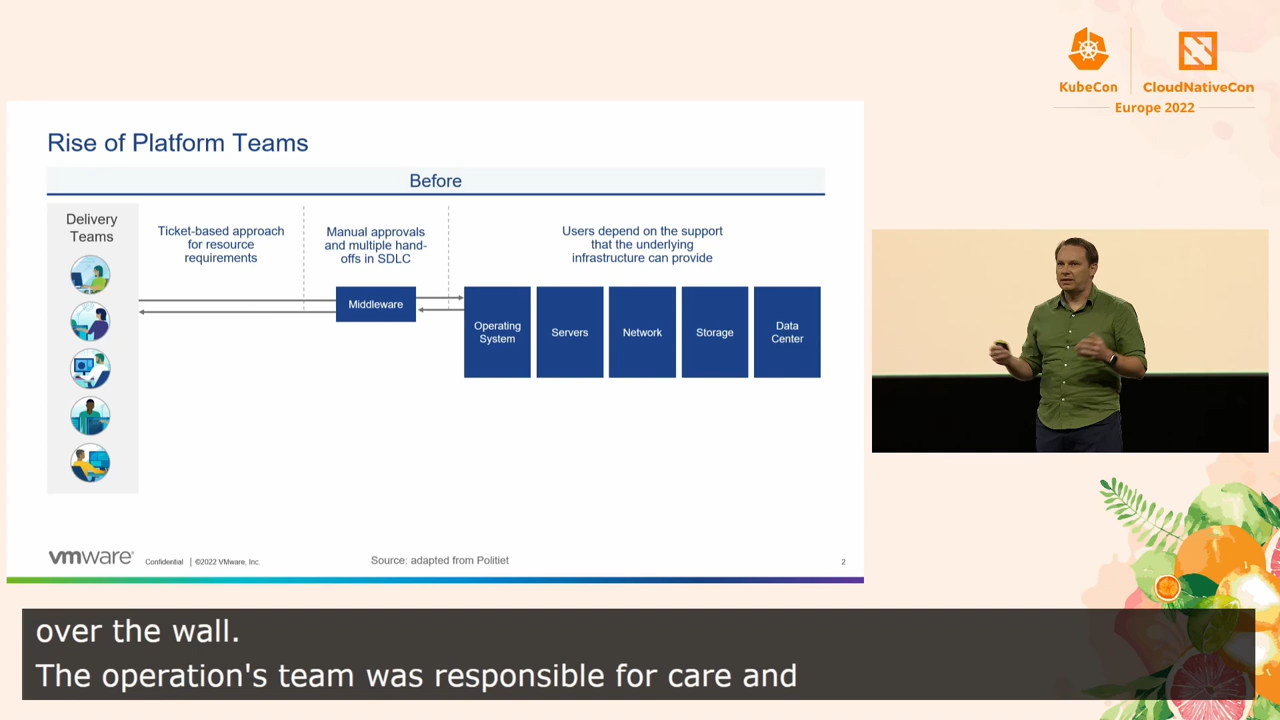 KubeCon
CloudNativeCon
Europe 2022
Rise of Platform Teams
Before
Delivery
Teams
Ticket-based approach
for resource
requirements
Manual approvals
and multiple hand-
offs in SDLC
Users depend on the support
that the underlying
infrastructure can provide
Middleware
Operating
System
Servers
Network
Storage
Data
Center
vmware®
Confidential | ©2022 VMware, Inc.
Source: adapted from Politiet
2
over the wall.
The operation's team was responsible for care and